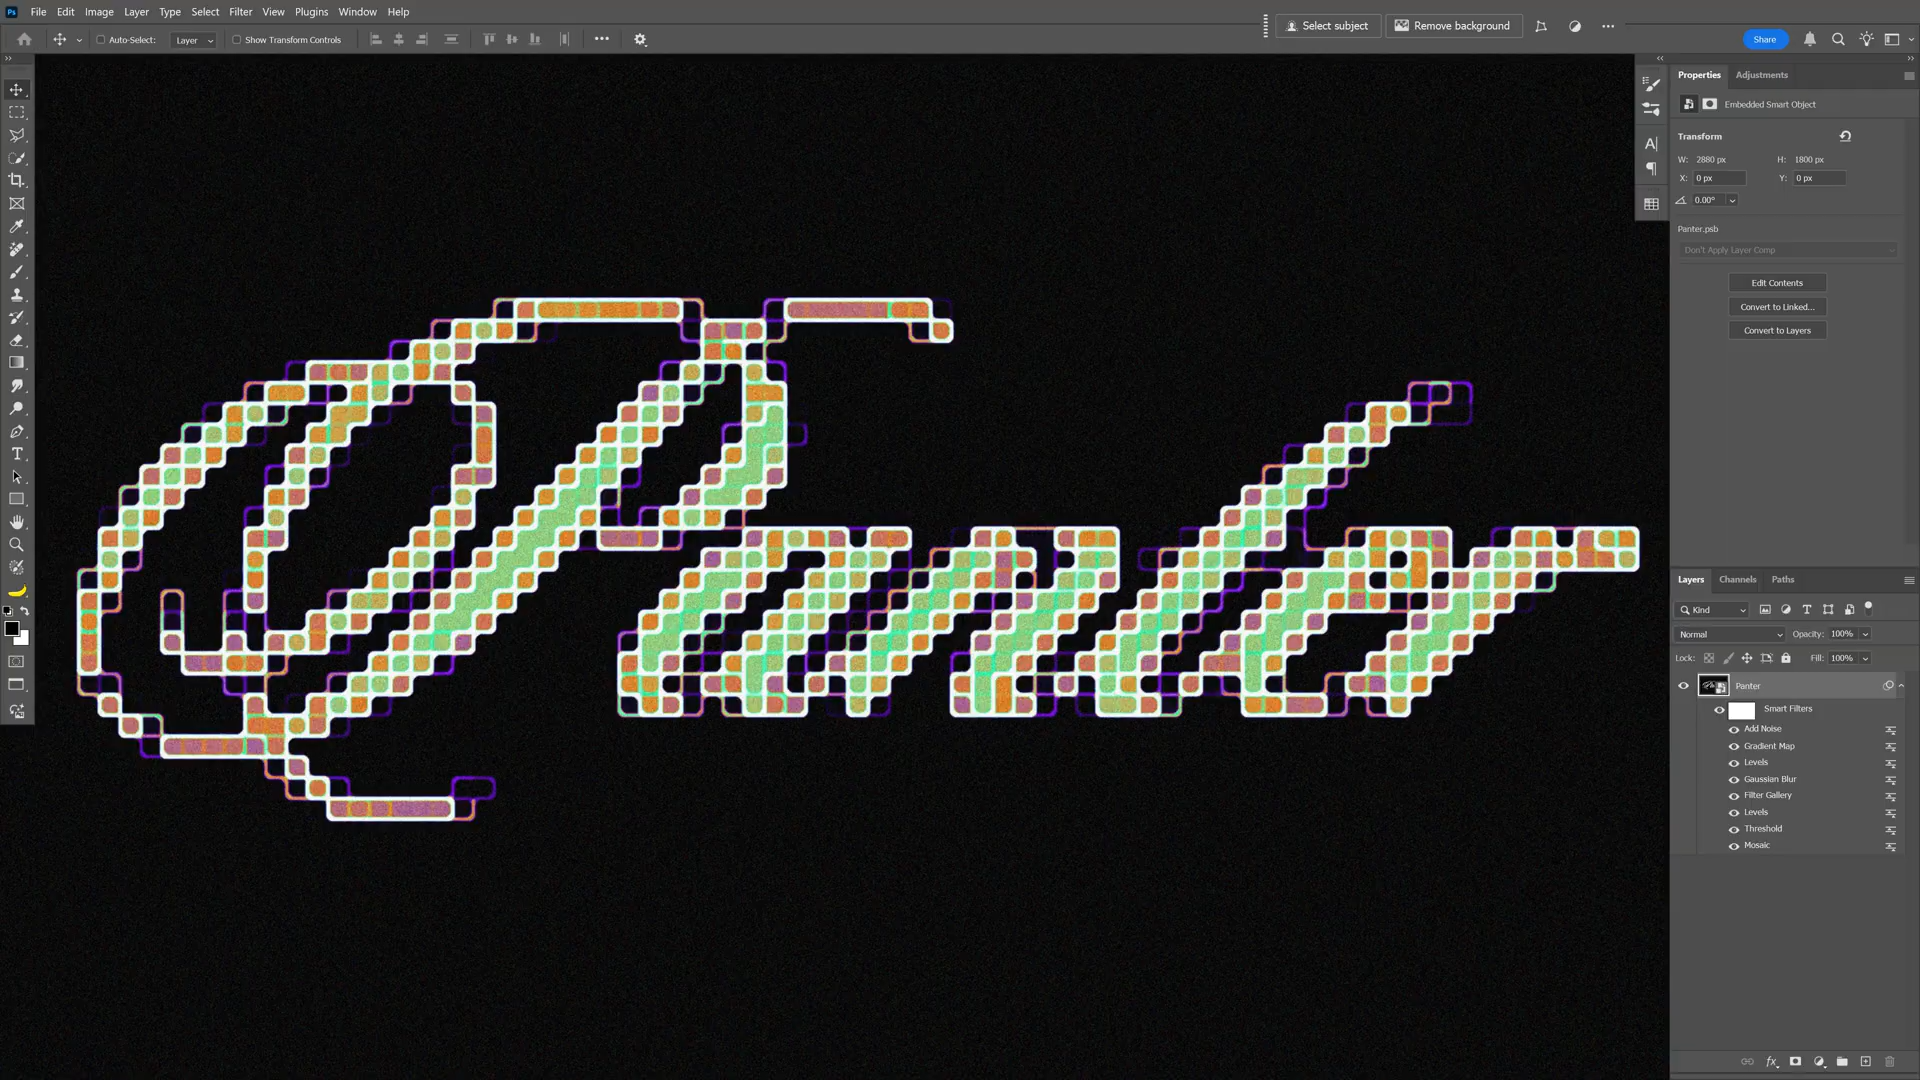 Ps File Edit Image Layer Type Select Filter View Plugins Window Help
Select subject Remove background
Auto-Select: Layer Show Transform Controls
Share
Properties Adjustments
Embedded Smart Object
Transform
W: 2880 px H: 1800 px
X: 0 px Y: 0 px
0.00°
Panter.psb
Don't Apply Layer Comp
Edit Contents
Convert to Linked...
Convert to Layers
Panter
Layers Channels Paths
Kind
Normal Opacity: 100%
Lock: Fill: 100%
Panter
Smart Filters
Add Noise
Gradient Map
Levels
Gaussian Blur
Filter Gallery
Levels
Threshold
Mosaic